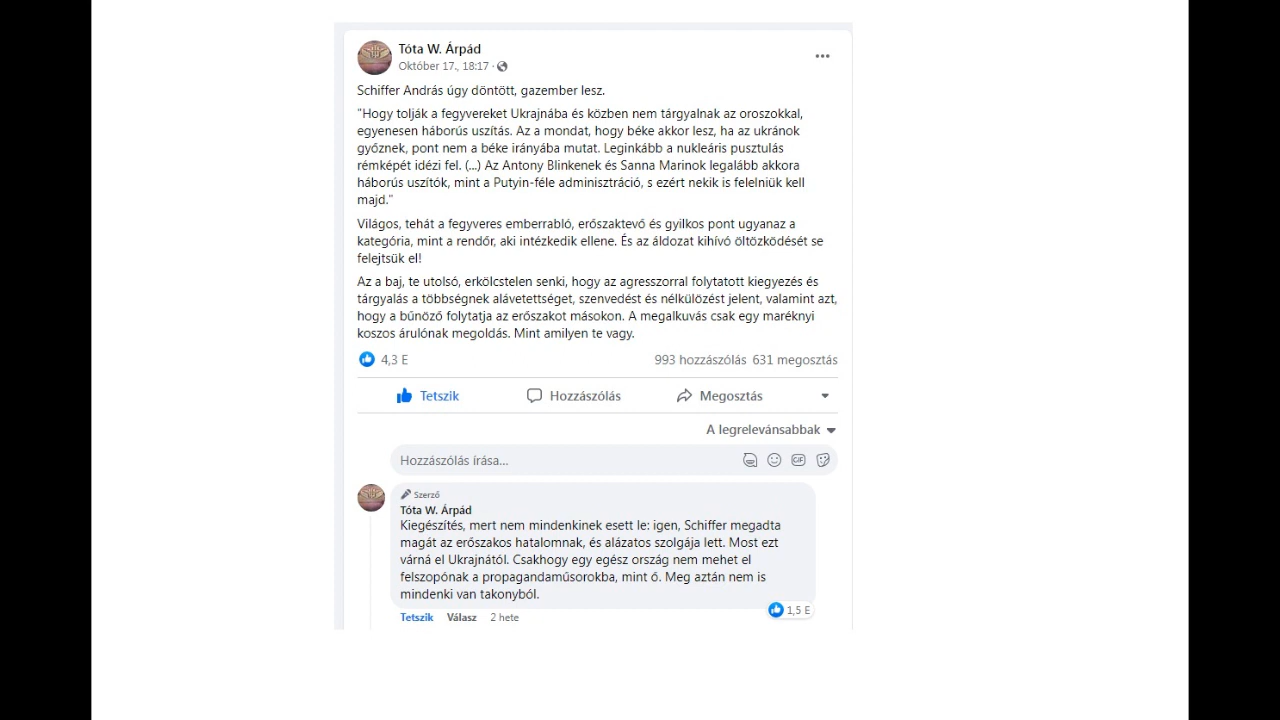 Tóta W. Árpád
Október 17., 18:17 ·
Schiffer András úgy döntött, gazember lesz.
"Hogy tolják a fegyvereket Ukrajnába és közben nem tárgyalnak az oroszokkal,
egyenesen háborús uszítás. Az a mondat, hogy béke akkor lesz, ha az ukránok
győznek, pont nem a béke irányába mutat. Leginkább a nukleáris pusztulás
rémképét idézi fel. (...) Az Antony Blinkenek és Sanna Marinok legalább akkora
háborús uszítók, mint a Putyin-féle adminisztráció, s ezért nekik is felelniük kell
majd."
Világos, tehát a fegyveres emberrabló, erőszaktevő és gyilkos pont ugyanaz a
kategória, mint a rendőr, aki intézkedik ellene. És az áldozat kihívó öltözködését se
felejtsük el!
Az a baj, te utolsó, erkölcstelen senki, hogy az agresszorral folytatott kiegyezés és
tárgyalás a többségnek alávetettséget, szenvedést és nélkülözést jelent, valamint azt,
hogy a bűnöző folytatja az erőszakot másokon. A megalkuvás csak egy maréknyi
koszos árulónak megoldás. Mint amilyen te vagy.
4,3 E 993 hozzászólás 631 megosztás
Tetszik Hozzászólás Megosztás
A legrelevánsabbak
Hozzászólás írása... GIF
Szerző
Tóta W. Árpád
Kiegészítés, mert nem mindenkinek esett le: igen, Schiffer megadta
magát az erőszakos hatalomnak, és alázatos szolgája lett. Most ezt
várná el Ukrajnától. Csakhogy egy egész ország nem mehet el
felszopónak a propagandaműsorokba, mint ő. Meg aztán nem is
mindenki van takonyból.
1,5 E
Tetszik Válasz 2 hete